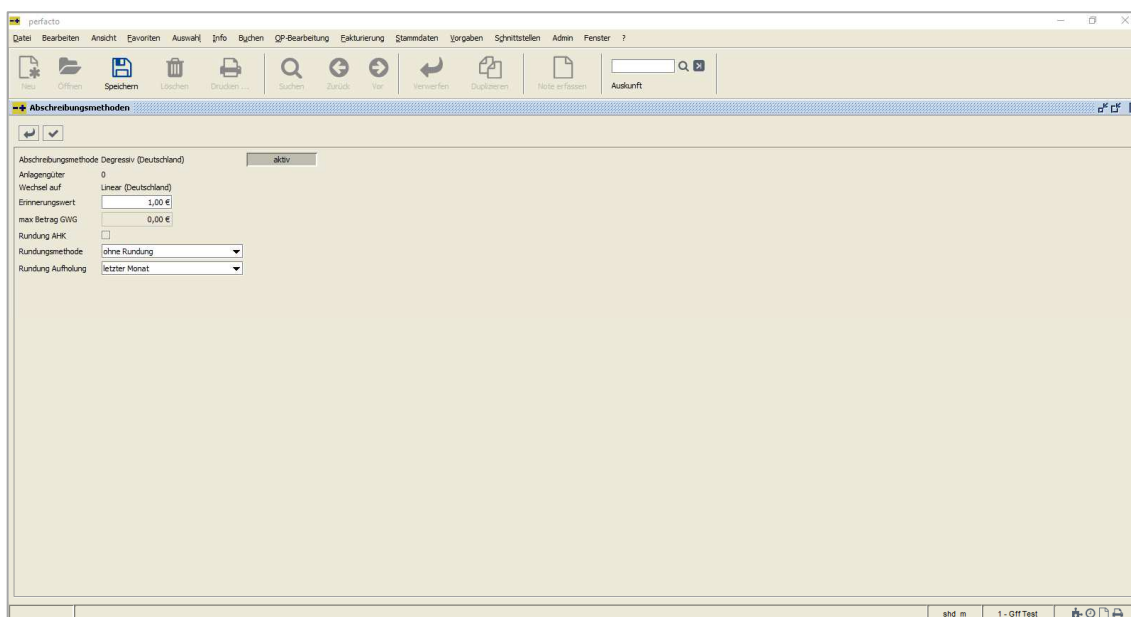 perfacto
Datei Bearbeiten Ansicht Favoriten Auswahl Info Buchen OP-Bearbeitung Fakturierung Stammdaten Vorgaben Schnittstellen Admin Fenster ?
Neu Öffnen Speichern Löschen Drucken... Suchen Zurück Vor Verwerfen Duplizieren Note erfassen Auskunft
Abschreibungsmethoden
Abschreibungsmethode Degressiv (Deutschland) aktiv
Anlagengüter 0
Wechsel auf Linear (Deutschland)
Erinnerungswert 1,00 €
max Betrag GWG 0,00 €
Rundung AHK
Rundungsmethode ohne Rundung
Rundung Aufholung letzter Monat
shd_m 1 - Gff Test